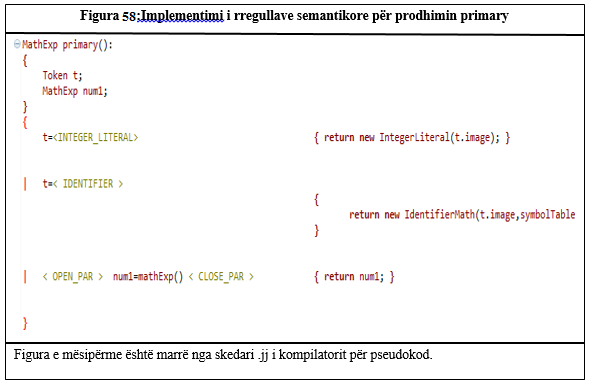 Figura 58:Implementimi i rregullave semantikore për prodhimin primary
MathExp primary():
{
Token t;
MathExp num1;
}
{
t=<INTEGER_LITERAL> { return new IntegerLiteral(t.image); }
| t=< IDENTIFIER >
{
return new IdentifierMath(t.image,symbolTable
}
| < OPEN_PAR > num1=mathExp() < CLOSE_PAR > { return num1; }
}
Figura e mësipërme është marrë nga skedari .jj i kompilatorit për pseudokod.